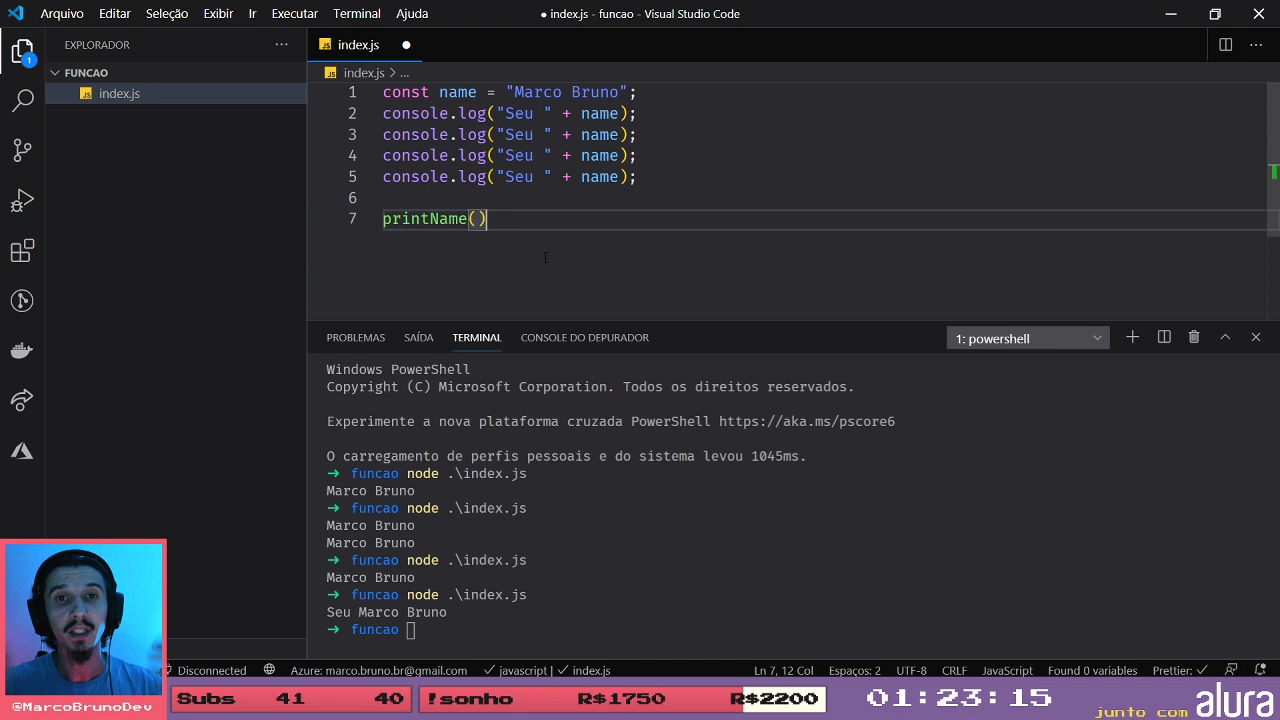 Arquivo Editar Seleção Exibir Ir Executar Terminal Ajuda
● index.js - funcao - Visual Studio Code
EXPLORADOR ···
index.js ●
1
FUNCAO
index.js
index.js > ...
1 const name = "Marco Bruno";
2 console.log("Seu " + name);
3 console.log("Seu " + name);
4 console.log("Seu " + name);
5 console.log("Seu " + name);
6
7 printName()
PROBLEMAS SAÍDA TERMINAL CONSOLE DO DEPURADOR
1: powershell
Windows PowerShell
Copyright (C) Microsoft Corporation. Todos os direitos reservados.
Experimente a nova plataforma cruzada PowerShell https://aka.ms/pscore6
O carregamento de perfis pessoais e do sistema levou 1045ms.
→ funcao node .\index.js
Marco Bruno
→ funcao node .\index.js
Marco Bruno
Marco Bruno
→ funcao node .\index.js
Marco Bruno
→ funcao node .\index.js
Seu Marco Bruno
→ funcao
Disconnected Azure: marco.bruno.br@gmail.com ✓ javascript | ✓ index.js Ln 7, 12 Col Espaços: 2 UTF-8 CRLF JavaScript Found 0 variables Prettier: ✓
@MarcoBrunoDev
Subs 41 40
!sonho R$1750 R$2200
01:23:15
junto com alura